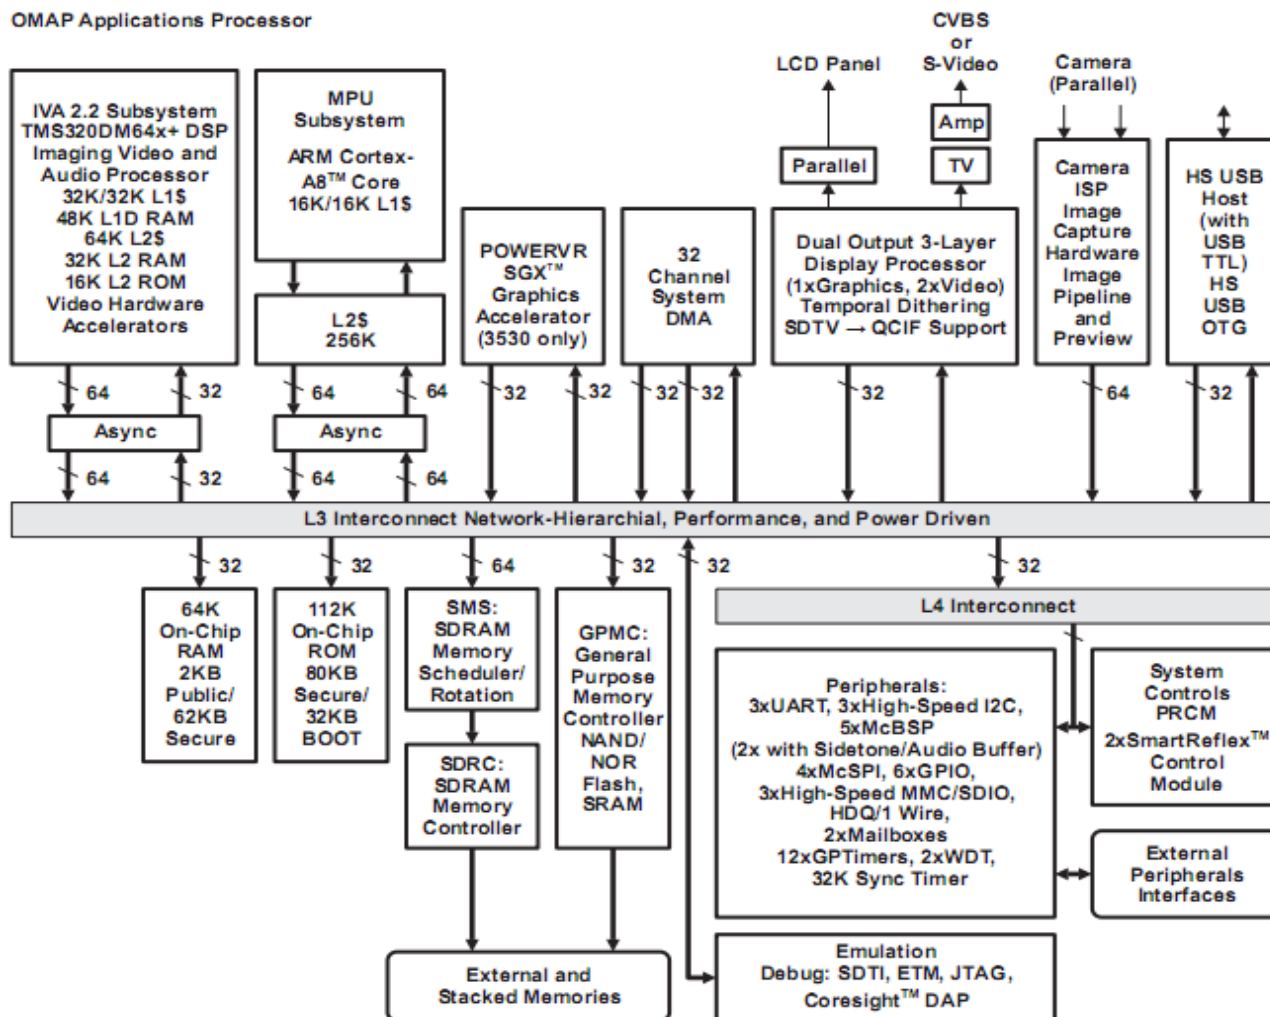 OMAP Applications Processor
CVBS
or
S-Video
LCD Panel
Camera
(Parallel)
Amp
TV
Parallel
IVA 2.2 Subsystem
TMS320DM64x+ DSP
Imaging Video and
Audio Processor
32K/32K L1$
48K L1D RAM
64K L2$
32K L2 RAM
16K L2 ROM
Video Hardware
Accelerators
MPU
Subsystem
ARM Cortex-
A8™ Core
16K/16K L1$
L2$
256K
POWERVR
SGX™
Graphics
Accelerator
(3530 only)
32
Channel
System
DMA
Dual Output 3-Layer
Display Processor
(1xGraphics, 2xVideo)
Temporal Dithering
SDTV → QCIF Support
Camera
ISP
Image
Capture
Hardware
Image
Pipeline
and
Preview
HS USB
Host
(with
USB
TTL)
HS
USB
OTG
64
32
64
64
32
32
32
32
32
64
32
Async
Async
64
32
64
64
L3 Interconnect Network-Hierarchial, Performance, and Power Driven
32
32
64
32
32
32
64K
On-Chip
RAM
2KB
Public/
62KB
Secure
112K
On-Chip
ROM
80KB
Secure/
32KB
BOOT
SMS:
SDRAM
Memory
Scheduler/
Rotation
SDRC:
SDRAM
Memory
Controller
GPMC:
General
Purpose
Memory
Controller
NAND/
NOR
Flash,
SRAM
L4 Interconnect
Peripherals:
3xUART, 3xHigh-Speed I2C,
5xMcBSP
(2x with Sidetone/Audio Buffer)
4xMcSPI, 6xGPIO,
3xHigh-Speed MMC/SDIO,
HDQ/1 Wire,
2xMailboxes
12xGPTimers, 2xWDT,
32K Sync Timer
System
Controls
PRCM
2xSmartReflex™
Control
Module
External
Peripherals
Interfaces
External and
Stacked Memories
Emulation
Debug: SDTI, ETM, JTAG,
Coresight™ DAP